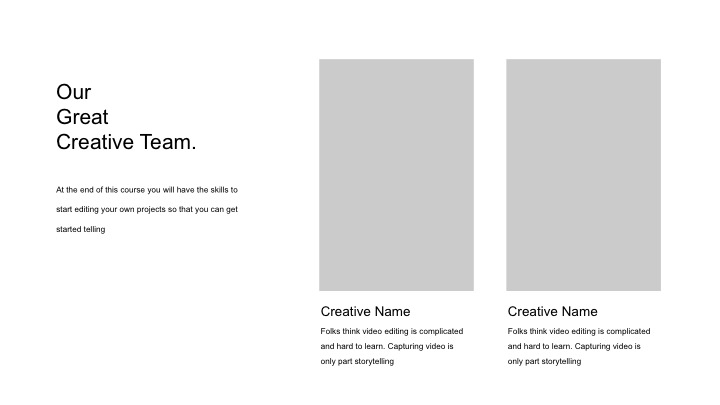 Our
Great
Creative Team.
At the end of this course you will have the skills to
start editing your own projects so that you can get
started telling
Creative Name
Folks think video editing is complicated
and hard to learn. Capturing video is
only part storytelling
Creative Name
Folks think video editing is complicated
and hard to learn. Capturing video is
only part storytelling